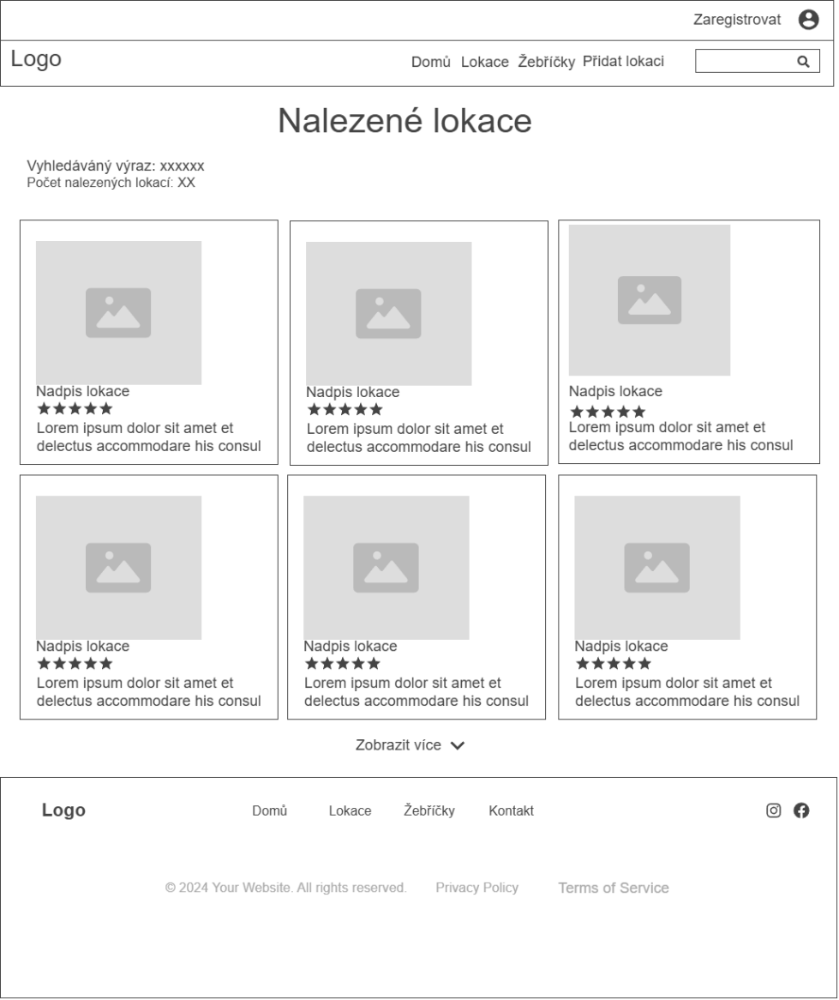 Zaregistrovat
Logo
Domů Lokace Žebříčky Přidat lokaci
Nalezené lokace
Vyhledáváný výraz: xxxxxx
Počet nalezených lokací: XX
Nadpis lokace
Lorem ipsum dolor sit amet et
delectus accommodare his consul
Nadpis lokace
Lorem ipsum dolor sit amet et
delectus accommodare his consul
Nadpis lokace
Lorem ipsum dolor sit amet et
delectus accommodare his consul
Nadpis lokace
Lorem ipsum dolor sit amet et
delectus accommodare his consul
Nadpis lokace
Lorem ipsum dolor sit amet et
delectus accommodare his consul
Nadpis lokace
Lorem ipsum dolor sit amet et
delectus accommodare his consul
Zobrazit více
Logo
Domů Lokace Žebříčky Kontakt
© 2024 Your Website. All rights reserved. Privacy Policy Terms of Service